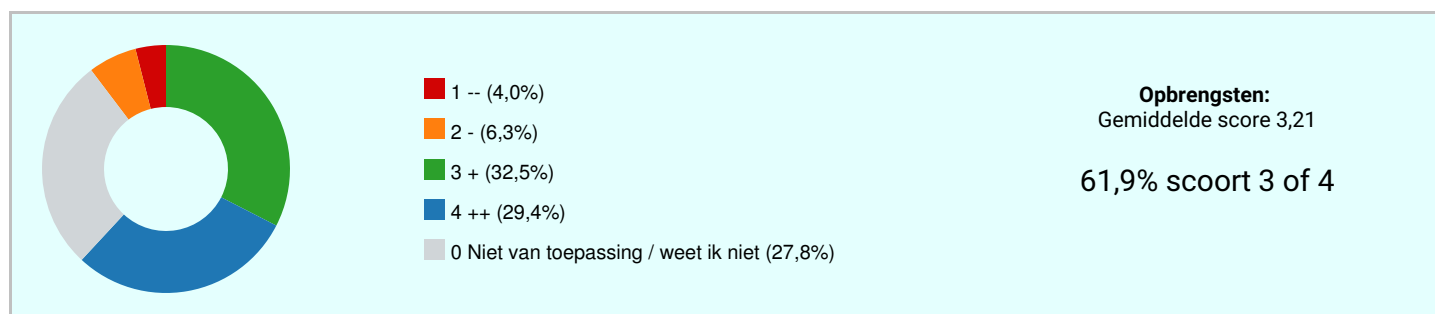 1 -- (4,0%)
2 - (6,3%)
3 + (32,5%)
4 ++ (29,4%)
0 Niet van toepassing / weet ik niet (27,8%)
Opbrengsten:
Gemiddelde score 3,21
61,9% scoort 3 of 4